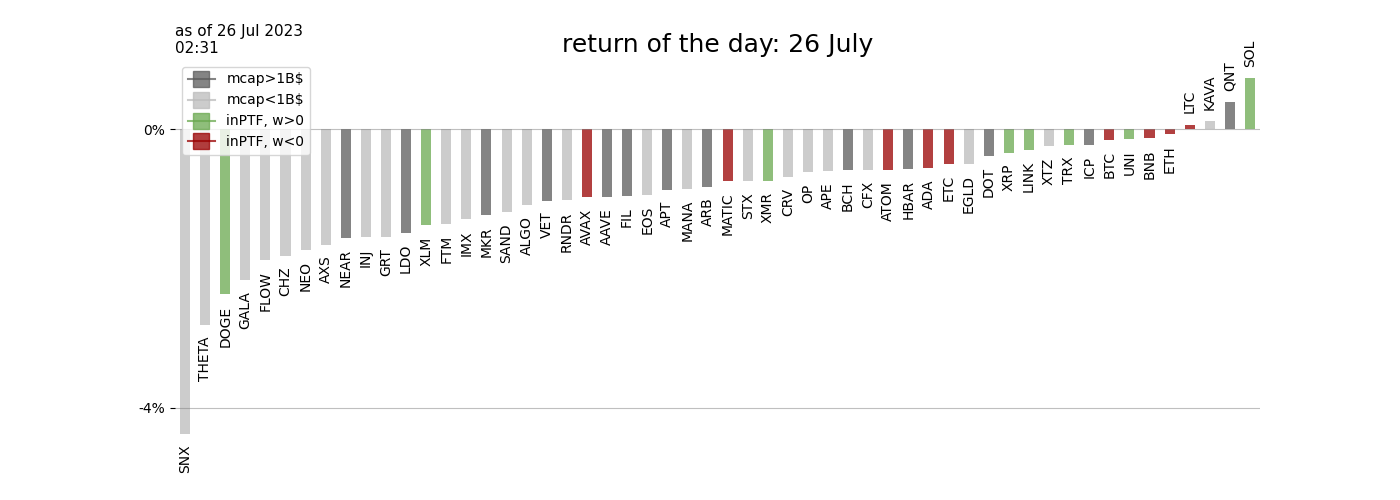 as of 26 Jul 2023
02:31
return of the day: 26 July
mcap>1B$
mcap<1B$
inPTF, w>0
inPTF, w<0
0%
-4%
SNX
THETA
DOGE
GALA
FLOW
CHZ
NEO
AXS
NEAR
INJ
GRT
LDO
XLM
FTM
IMX
MKR
SAND
ALGO
VET
RNDR
AVAX
AAVE
FIL
EOS
APT
MANA
ARB
MATIC
STX
XMR
CRV
OP
APE
BCH
CFX
ATOM
HBAR
ADA
ETC
EGLD
DOT
XRP
LINK
XTZ
TRX
ICP
BTC
UNI
BNB
ETH
LTC
KAVA
QNT
SOL